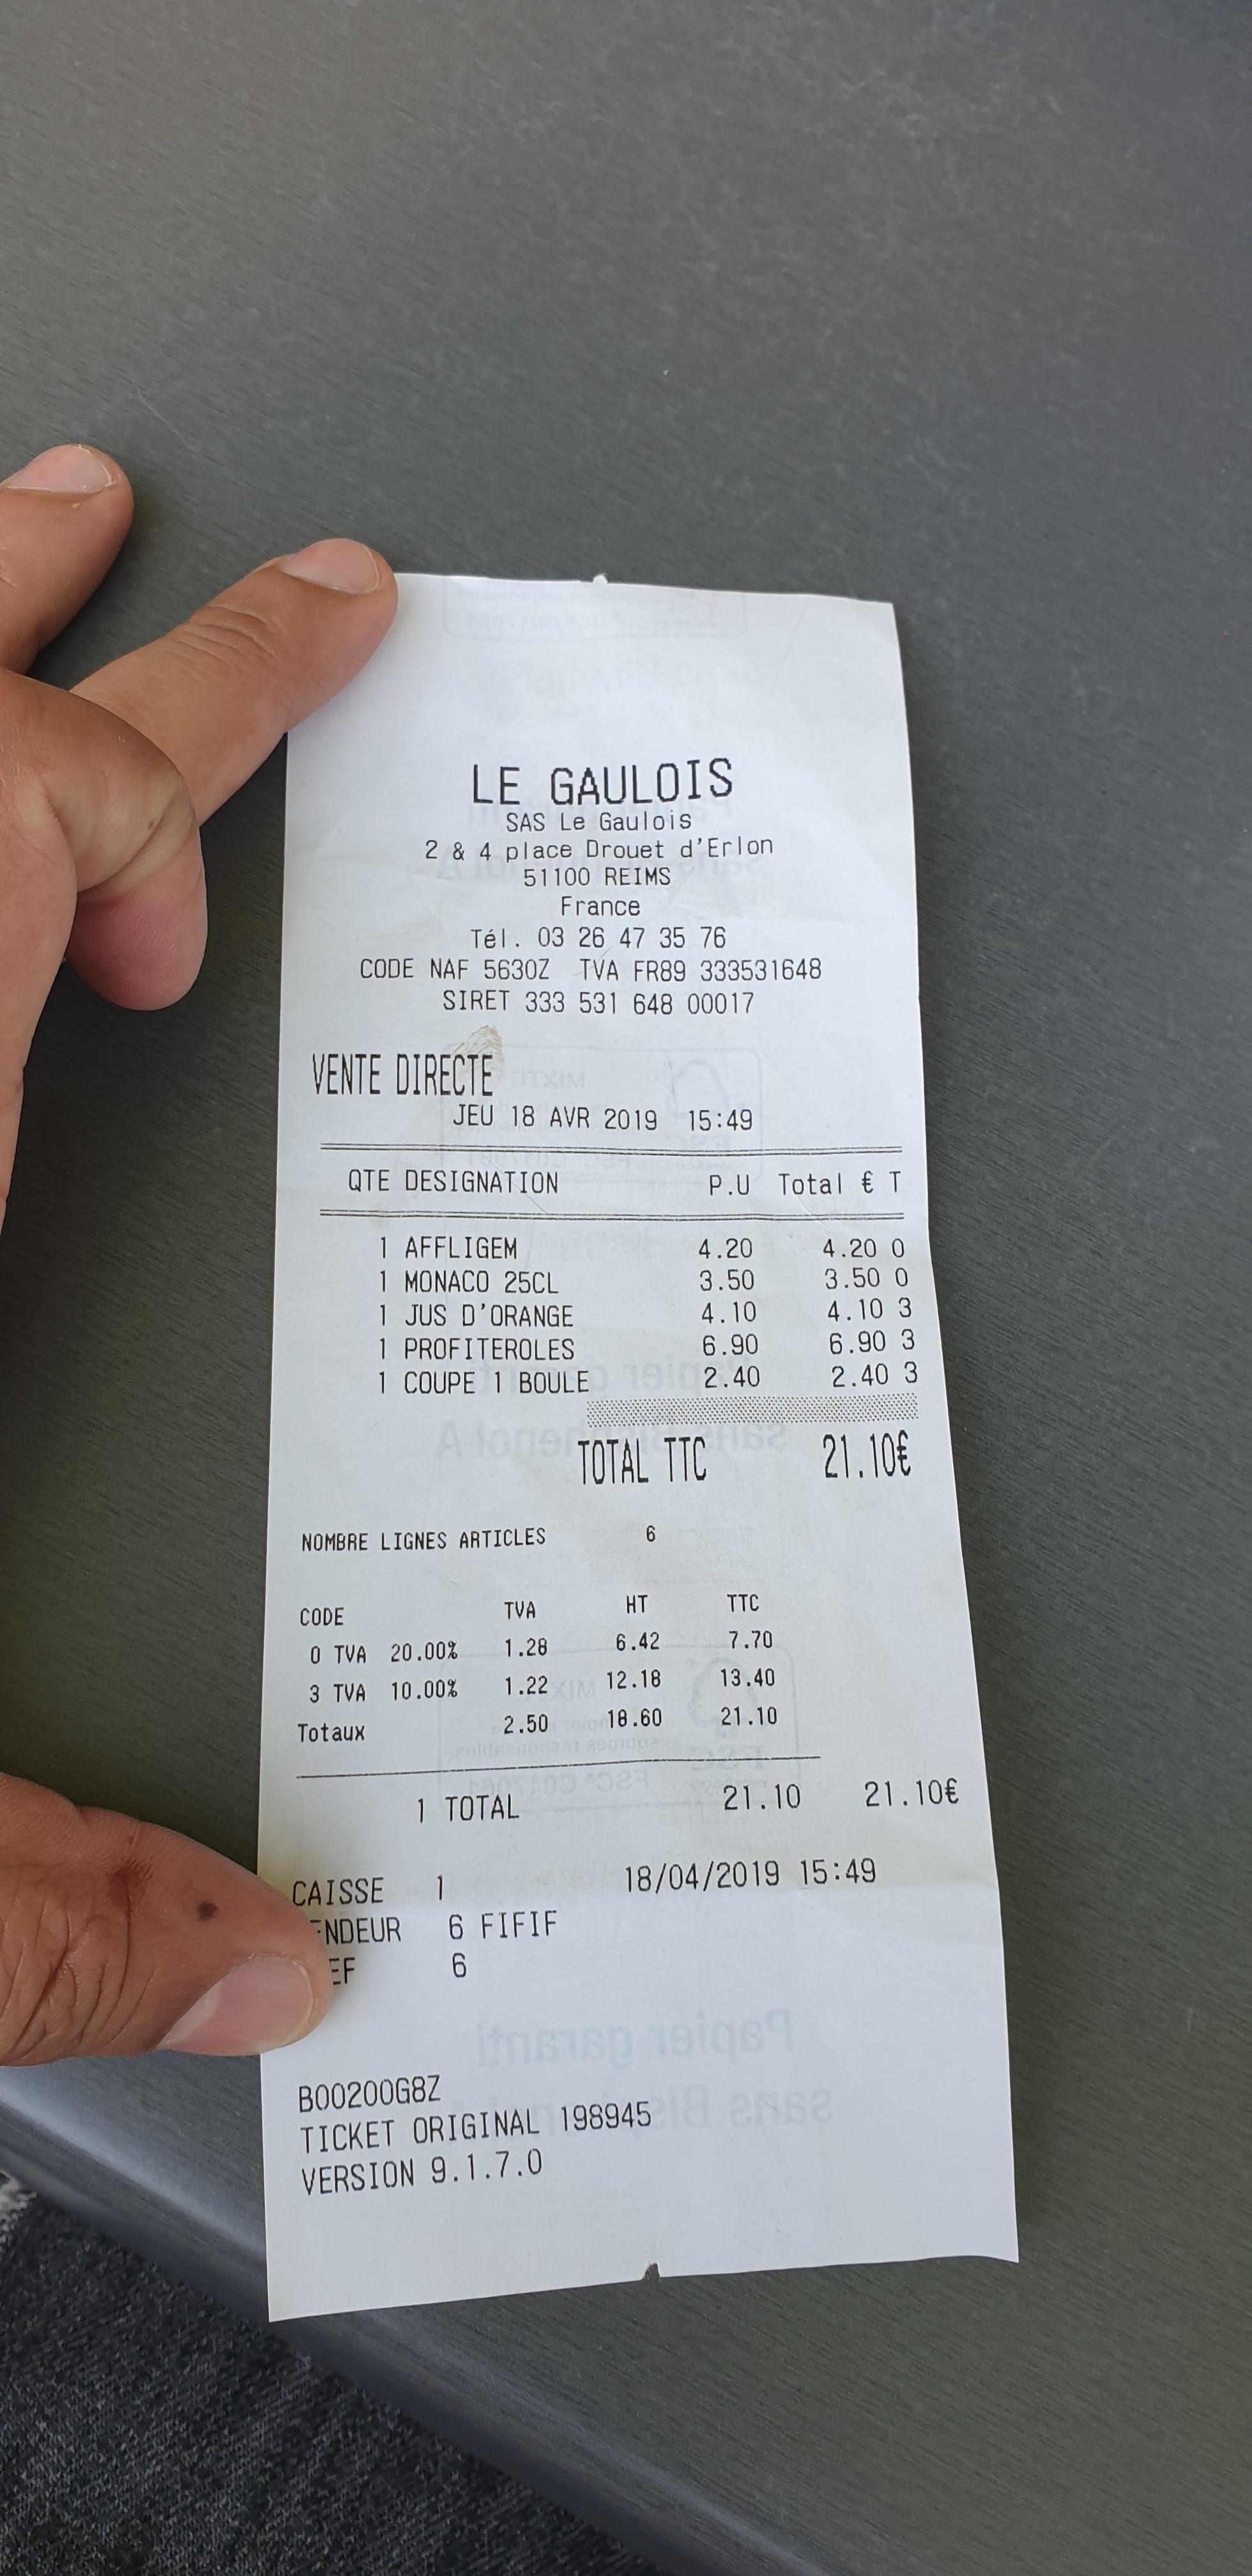 LE GAULOIS
SAS Le Gaulois
2 & 4 place Drouet d'Erlon
51100 REIMS
France
Tél. 03 26 47 35 76
CODE NAF 5630Z TVA FR89 333531648
SIRET 333 531 648 00017
VENTE DIRECTE
JEU 18 AVR 2019 15:49
QTE DESIGNATION P.U Total € T
1 AFFLIGEM 4.20 4.20 0
1 MONACO 25CL 3.50 3.50 0
1 JUS D'ORANGE 4.10 4.10 3
1 PROFITEROLES 6.90 6.90 3
1 COUPE 1 BOULE 2.40 2.40 3
TOTAL TTC 21.10€
NOMBRE LIGNES ARTICLES 6
CODE TVA HT TTC
0 TVA 20.00% 1.28 6.42 7.70
3 TVA 10.00% 1.22 12.18 13.40
Totaux 2.50 18.60 21.10
1 TOTAL 21.10 21.10€
CAISSE 1 18/04/2019 15:49
ENDEUR 6 FIFIF
EF 6
B00200G8Z
TICKET ORIGINAL 198945
VERSION 9.1.7.0
Papier garanti